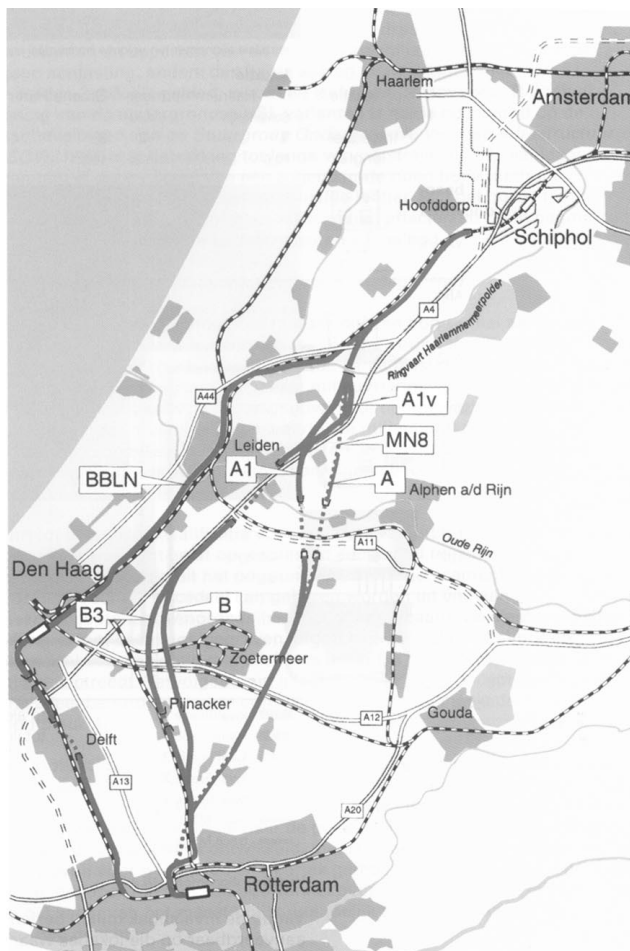 Haarlem
Amsterdam
Hoofddorp
Schiphol
A4
Ringvaart Haarlemmermeerpolder
A44
A1v
Leiden
MN8
A1
BBLN
A
Alphen a/d Rijn
A11
Oude Rijn
Den Haag
B3
B
Zoetermeer
Pijnacker
A12
Gouda
Delft
A13
A20
Rotterdam